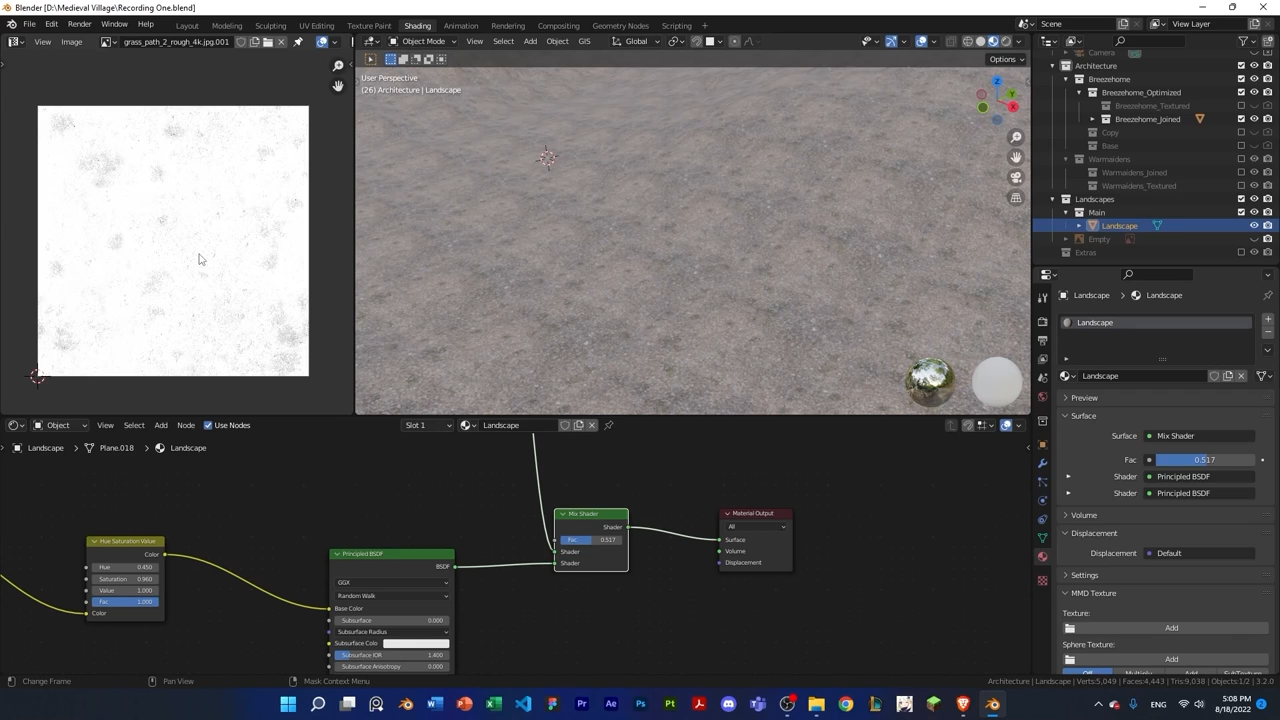 Blender [D:\Medieval Village\Recording One.blend]
File Edit Render Window Help Layout Modeling Sculpting UV Editing Texture Paint Shading Animation Rendering Compositing Geometry Nodes Scripting Scene View Layer
View Image grass_path_2_rough_4k.jpg.001 Object Mode View Select Add Object GIS Global
Options
User Perspective
(26) Architecture | Landscape
Camera
Architecture
Breezehome
Breezehome_Optimized
Breezehome_Textured
Breezehome_Joined
Copy
Base
Warmaidens
Warmaidens_Joined
Warmaidens_Textured
Landscapes
Main
Landscape
Empty
Extras
Landscape Landscape
Landscape
Landscape
Preview
Surface
Surface Mix Shader
Fac 0.517
Shader Principled BSDF
Shader Principled BSDF
Volume
Displacement
Displacement Default
Settings
MMD Texture
Texture:
Add
Sphere Texture:
Add
Off Multiply Add SubTexture
Object View Select Add Node Use Nodes Slot 1 Landscape
Landscape Plane.018 Landscape
Hue Saturation Value
Color
Hue 0.450
Saturation 0.960
Value 1.000
Fac 1.000
Color
Principled BSDF
BSDF
GGX
Random Walk
Base Color
Subsurface 0.000
Subsurface Radius
Subsurface Colo
Subsurface IOR 1.400
Subsurface Anisotropy 0.000
Mix Shader
Shader
Fac 0.517
Shader
Shader
Material Output
All
Surface
Volume
Displacement
Change Frame Pan View Mask Context Menu Architecture | Landscape | Verts:5,049 | Faces:4,443 | Tris:9,038 | Objects:1/2 | 3.2.0
5:08 PM
8/18/2022